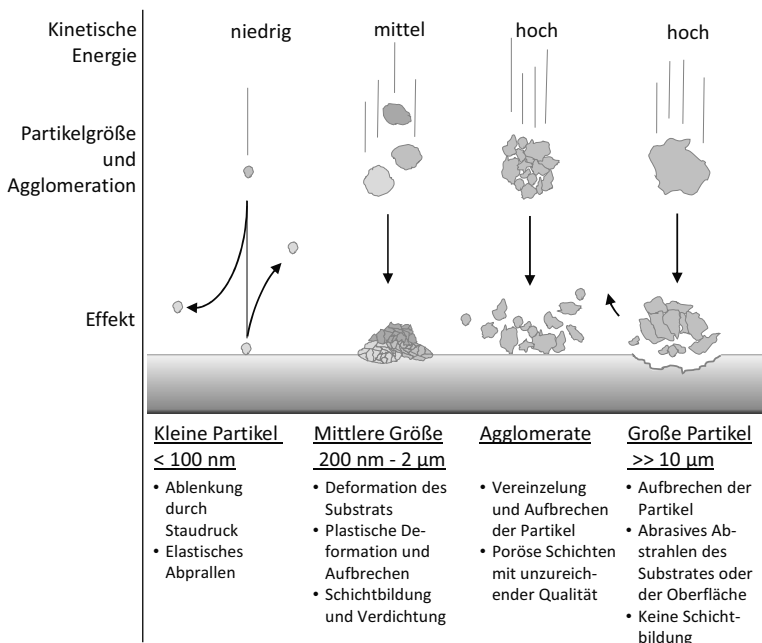 Kinetische
Energie
niedrig
mittel
hoch
hoch
Partikelgröße
und
Agglomeration
Effekt
Kleine Partikel
< 100 nm
• Ablenkung
durch
Staudruck
• Elastisches
Abprallen
Mittlere Größe
200 nm - 2 µm
• Deformation des
Substrats
• Plastische De-
formation und
Aufbrechen
• Schichtbildung
und Verdichtung
Agglomerate
• Vereinzelung
und Aufbrechen
der Partikel
• Poröse Schichten
mit unzureich-
ender Qualität
Große Partikel
>> 10 µm
• Aufbrechen der
Partikel
• Abrasives Ab-
strahlen des
Substrates oder
der Oberfläche
• Keine Schicht-
bildung